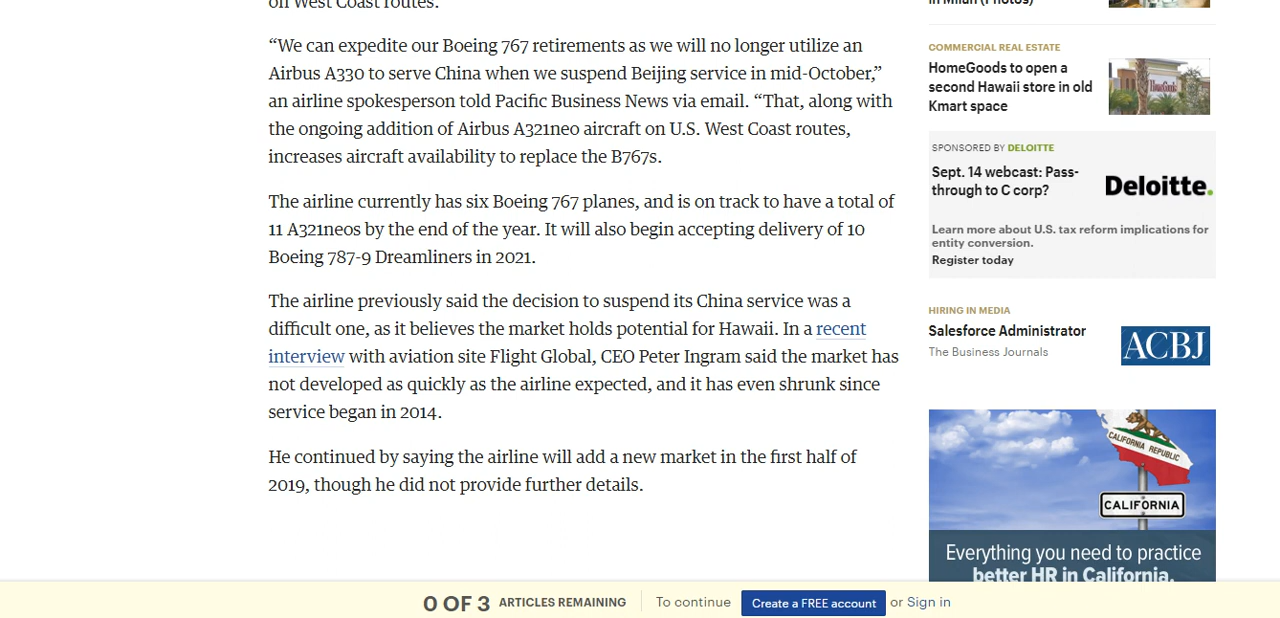 on West Coast routes.
“We can expedite our Boeing 767 retirements as we will no longer utilize an
Airbus A330 to serve China when we suspend Beijing service in mid-October,”
an airline spokesperson told Pacific Business News via email. “That, along with
the ongoing addition of Airbus A321neo aircraft on U.S. West Coast routes,
increases aircraft availability to replace the B767s.
The airline currently has six Boeing 767 planes, and is on track to have a total of
11 A321neos by the end of the year. It will also begin accepting delivery of 10
Boeing 787-9 Dreamliners in 2021.
The airline previously said the decision to suspend its China service was a
difficult one, as it believes the market holds potential for Hawaii. In a recent
interview with aviation site Flight Global, CEO Peter Ingram said the market has
not developed as quickly as the airline expected, and it has even shrunk since
service began in 2014.
He continued by saying the airline will add a new market in the first half of
2019, though he did not provide further details.
in Milan (Photos)
COMMERCIAL REAL ESTATE
HomeGoods to open a
second Hawaii store in old
Kmart space
HomeGoods
SPONSORED BY DELOITTE
Sept. 14 webcast: Pass-
through to C corp?
Deloitte.
Learn more about U.S. tax reform implications for
entity conversion.
Register today
HIRING IN MEDIA
Salesforce Administrator
The Business Journals
ACBJ
CALIFORNIA REPUBLIC
CALIFORNIA
Everything you need to practice
better HR in California.
0 OF 3 ARTICLES REMAINING To continue Create a FREE account or Sign in